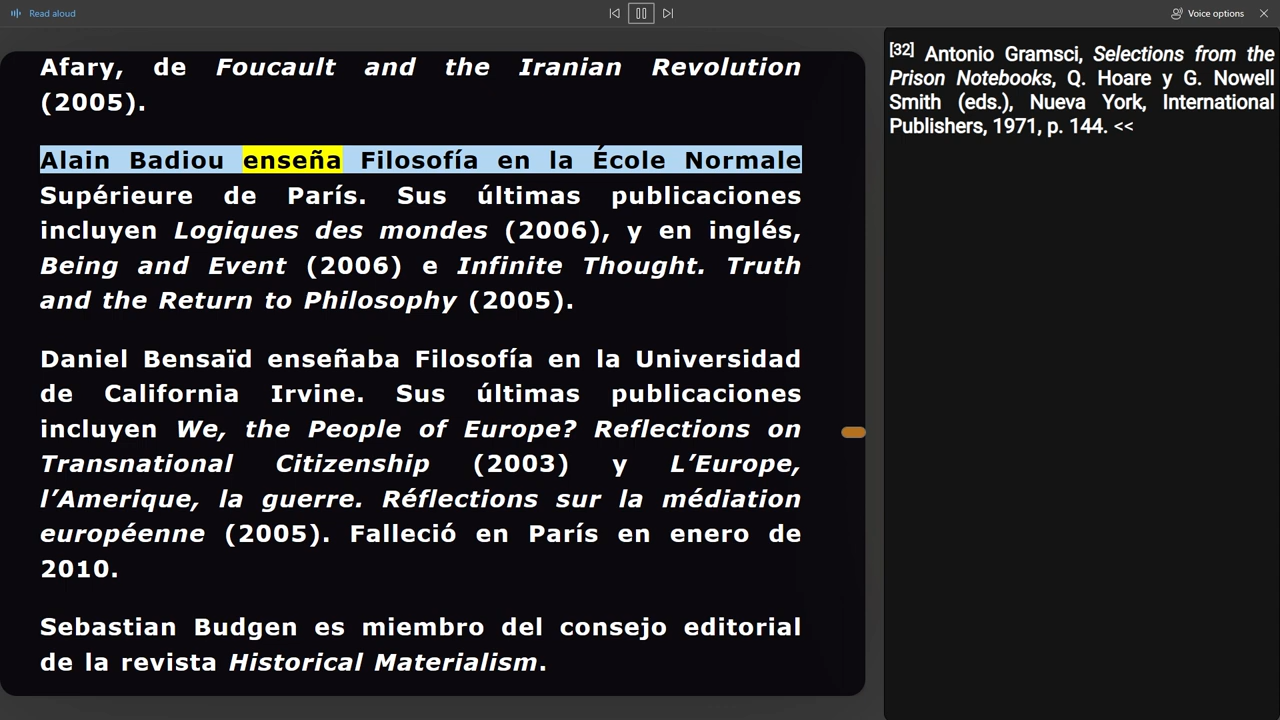 Read aloud
Voice options
Afary, de Foucault and the Iranian Revolution
(2005).
Alain Badiou enseña Filosofía en la École Normale
Supérieure de París. Sus últimas publicaciones
incluyen Logiques des mondes (2006), y en inglés,
Being and Event (2006) e Infinite Thought. Truth
and the Return to Philosophy (2005).
Daniel Bensaïd enseñaba Filosofía en la Universidad
de California Irvine. Sus últimas publicaciones
incluyen We, the People of Europe? Reflections on
Transnational Citizenship (2003) y L’Europe,
l’Amerique, la guerre. Réflections sur la médiation
européenne (2005). Falleció en París en enero de
2010.
Sebastian Budgen es miembro del consejo editorial
de la revista Historical Materialism.
[32] Antonio Gramsci, Selections from the
Prison Notebooks, Q. Hoare y G. Nowell
Smith (eds.), Nueva York, International
Publishers, 1971, p. 144. <<